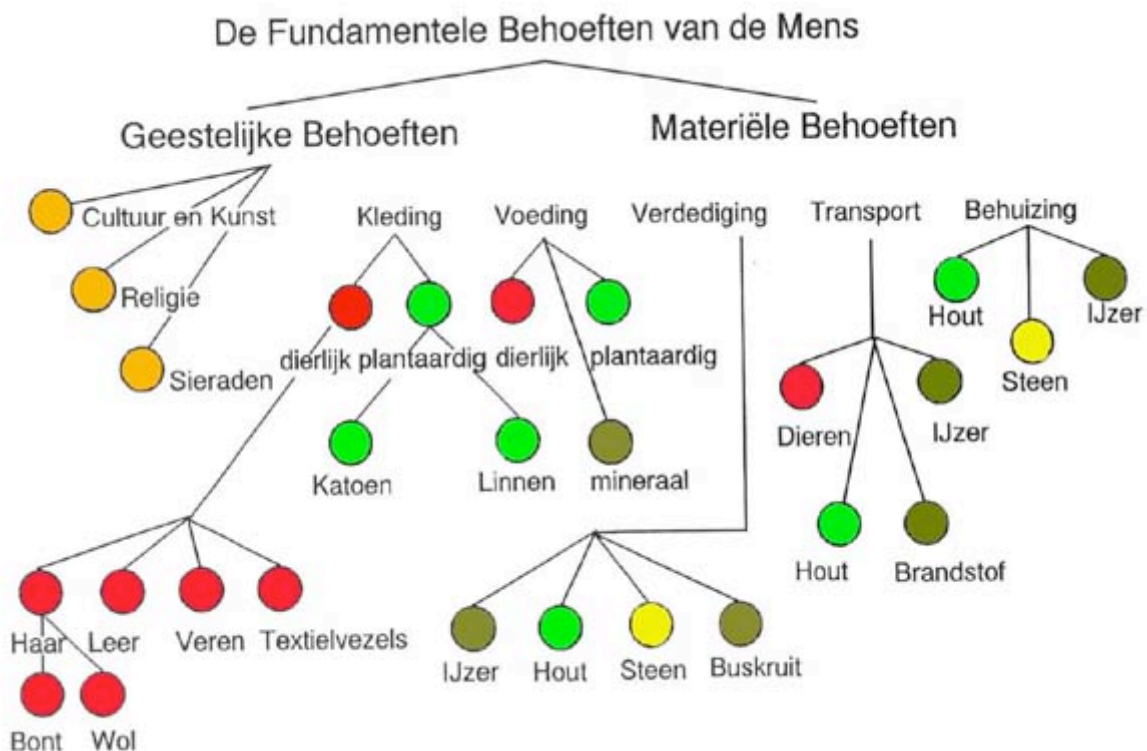 De Fundamentele Behoeften van de Mens
Geestelijke Behoeften
Materiële Behoeften
Cultuur en Kunst
Religie
Sieraden
Kleding
Voeding
Verdediging
Transport
Behuizing
dierlijk
plantaardig
dierlijk
plantaardig
Katoen
Linnen
mineraal
Hout
IJzer
Steen
Dieren
IJzer
Hout
Brandstof
Haar
Leer
Veren
Textielvezels
Bont
Wol
IJzer
Hout
Steen
Buskruit